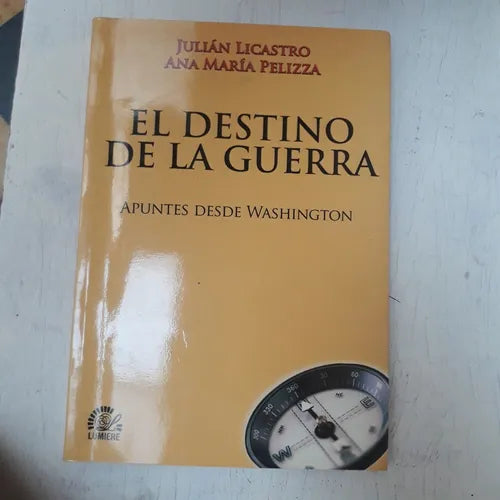 JULIÁN LICASTRO
ANA MARÍA PELIZZA
EL DESTINO
DE LA GUERRA
APUNTES DESDE WASHINGTON
LUMIERE
W
E